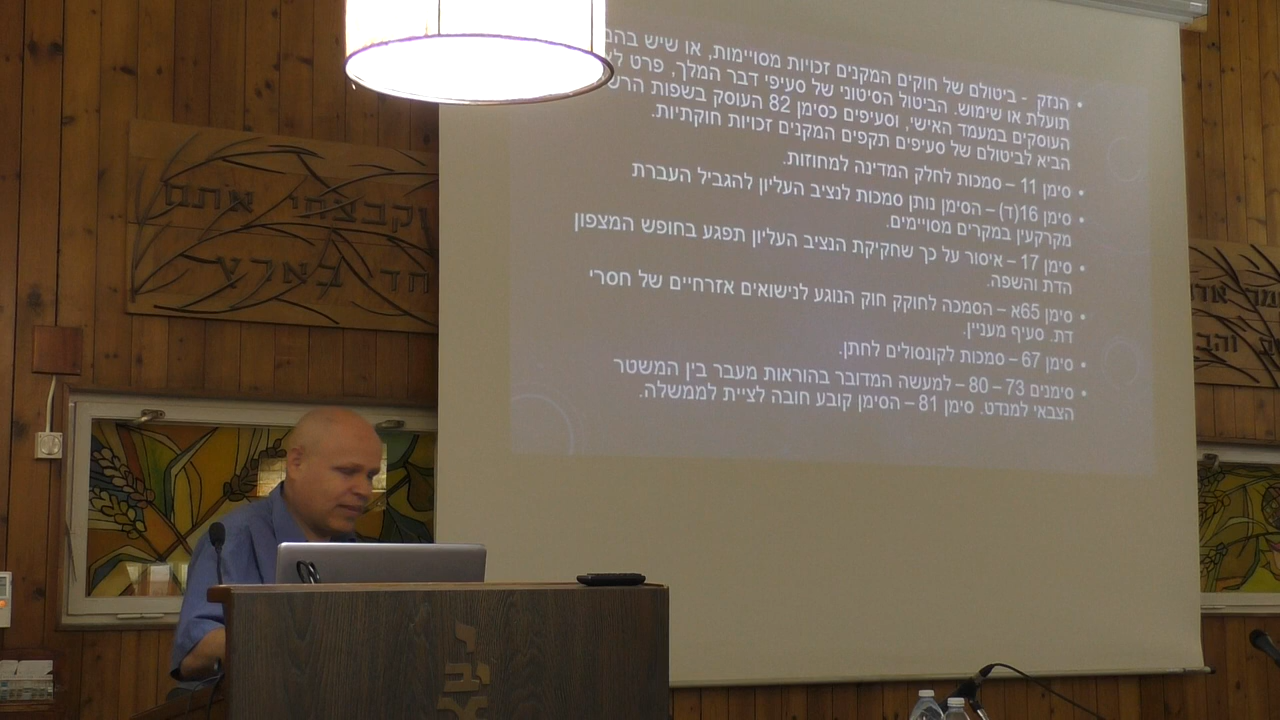 הנזק - ביטולם של חוקים המקנים זכויות מסויימות, או שיש בהם
תועלת או שימוש. הביטול הסיטוני של סעיפי דבר המלך, פרט
העוסקים במעמד האישי, וסעיפים כסימן 82 העוסק בשפות
הביא לביטולם של סעיפים תקפים המקנים זכויות חוקתיות.
סימן 11 – סמכות לחלק המדינה למחוזות.
סימן 16(ד) – הסימן נותן סמכות לנציב העליון להגביל העברת
מקרקעין במקרים מסויימים.
סימן 17 – איסור על כך שחקיקת הנציב העליון תפגע בחופש המצפון
הדת והשפה.
סימן 65א – הסמכה לחוקק חוק הנוגע לנישואים אזרחיים של חסרי
דת. סעיף מעניין.
סימן 67 – סמכות לקונסולים לחתן.
סימנים 73 – 80 – למעשה המדובר בהוראות מעבר בין המשטר
הצבאי למנדט. סימן 81 – הסימן קובע חובה לציית לממשלה.
וקבצתי אתם
חד בארץ